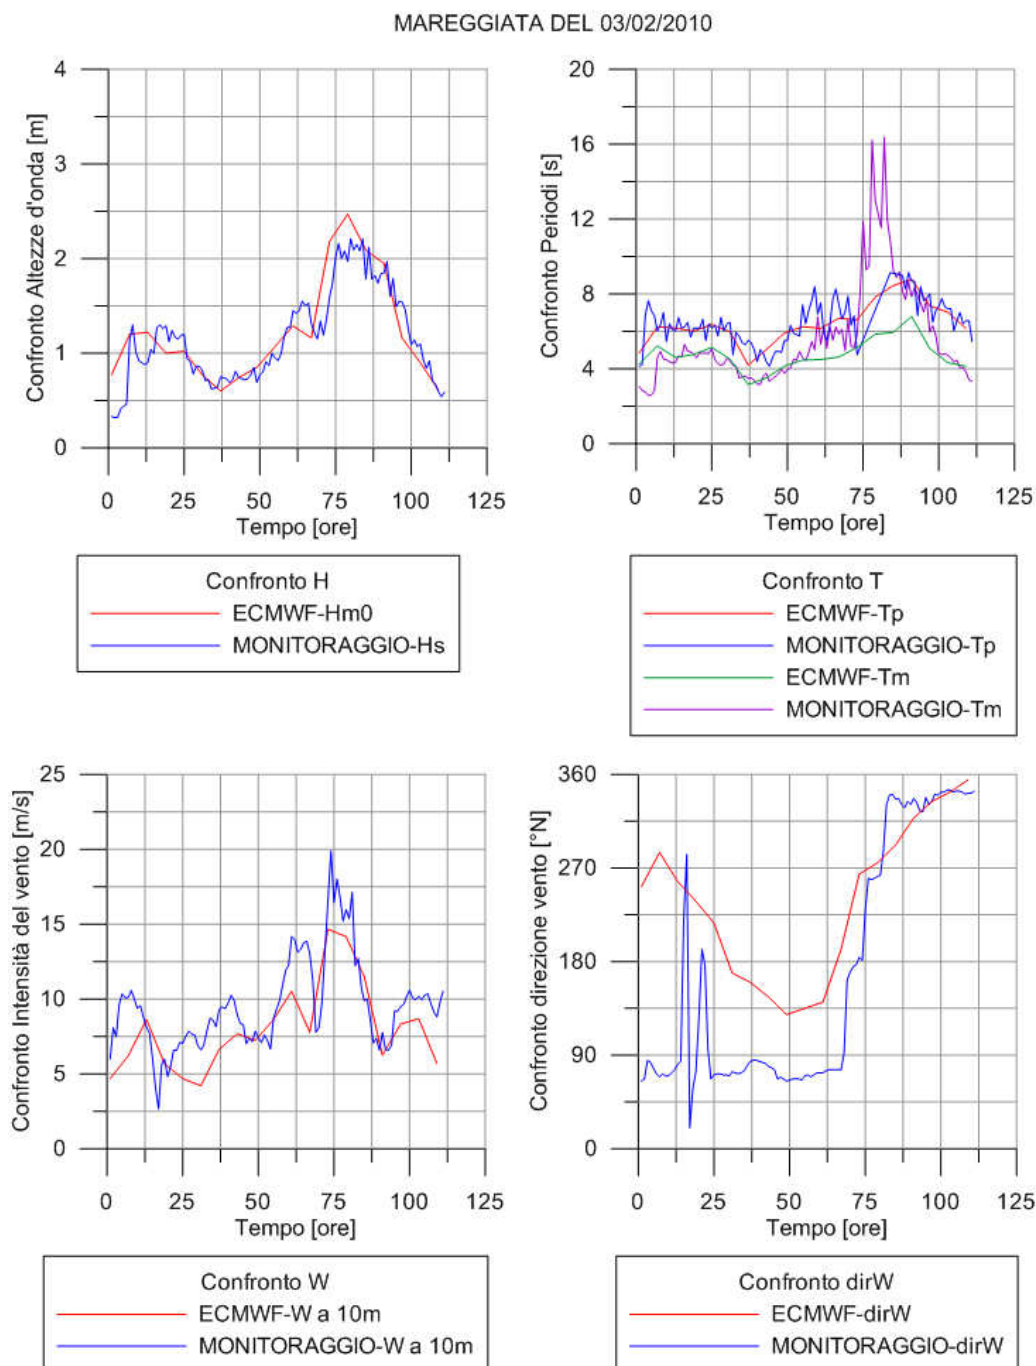 MAREGGIATA DEL 03/02/2010
Confronto Altezze d'onda [m]
4
3
2
1
0
0 25 50 75 100 125
Tempo [ore]
Confronto H
ECMWF-Hm0
MONITORAGGIO-Hs
Confronto Periodi [s]
20
16
12
8
4
0
0 25 50 75 100 125
Tempo [ore]
Confronto T
ECMWF-Tp
MONITORAGGIO-Tp
ECMWF-Tm
MONITORAGGIO-Tm
Confronto Intensità del vento [m/s]
25
20
15
10
5
0
0 25 50 75 100 125
Tempo [ore]
Confronto W
ECMWF-W a 10m
MONITORAGGIO-W a 10m
Confronto direzione vento [°N]
360
270
180
90
0
0 25 50 75 100 125
Tempo [ore]
Confronto dirW
ECMWF-dirW
MONITORAGGIO-dirW